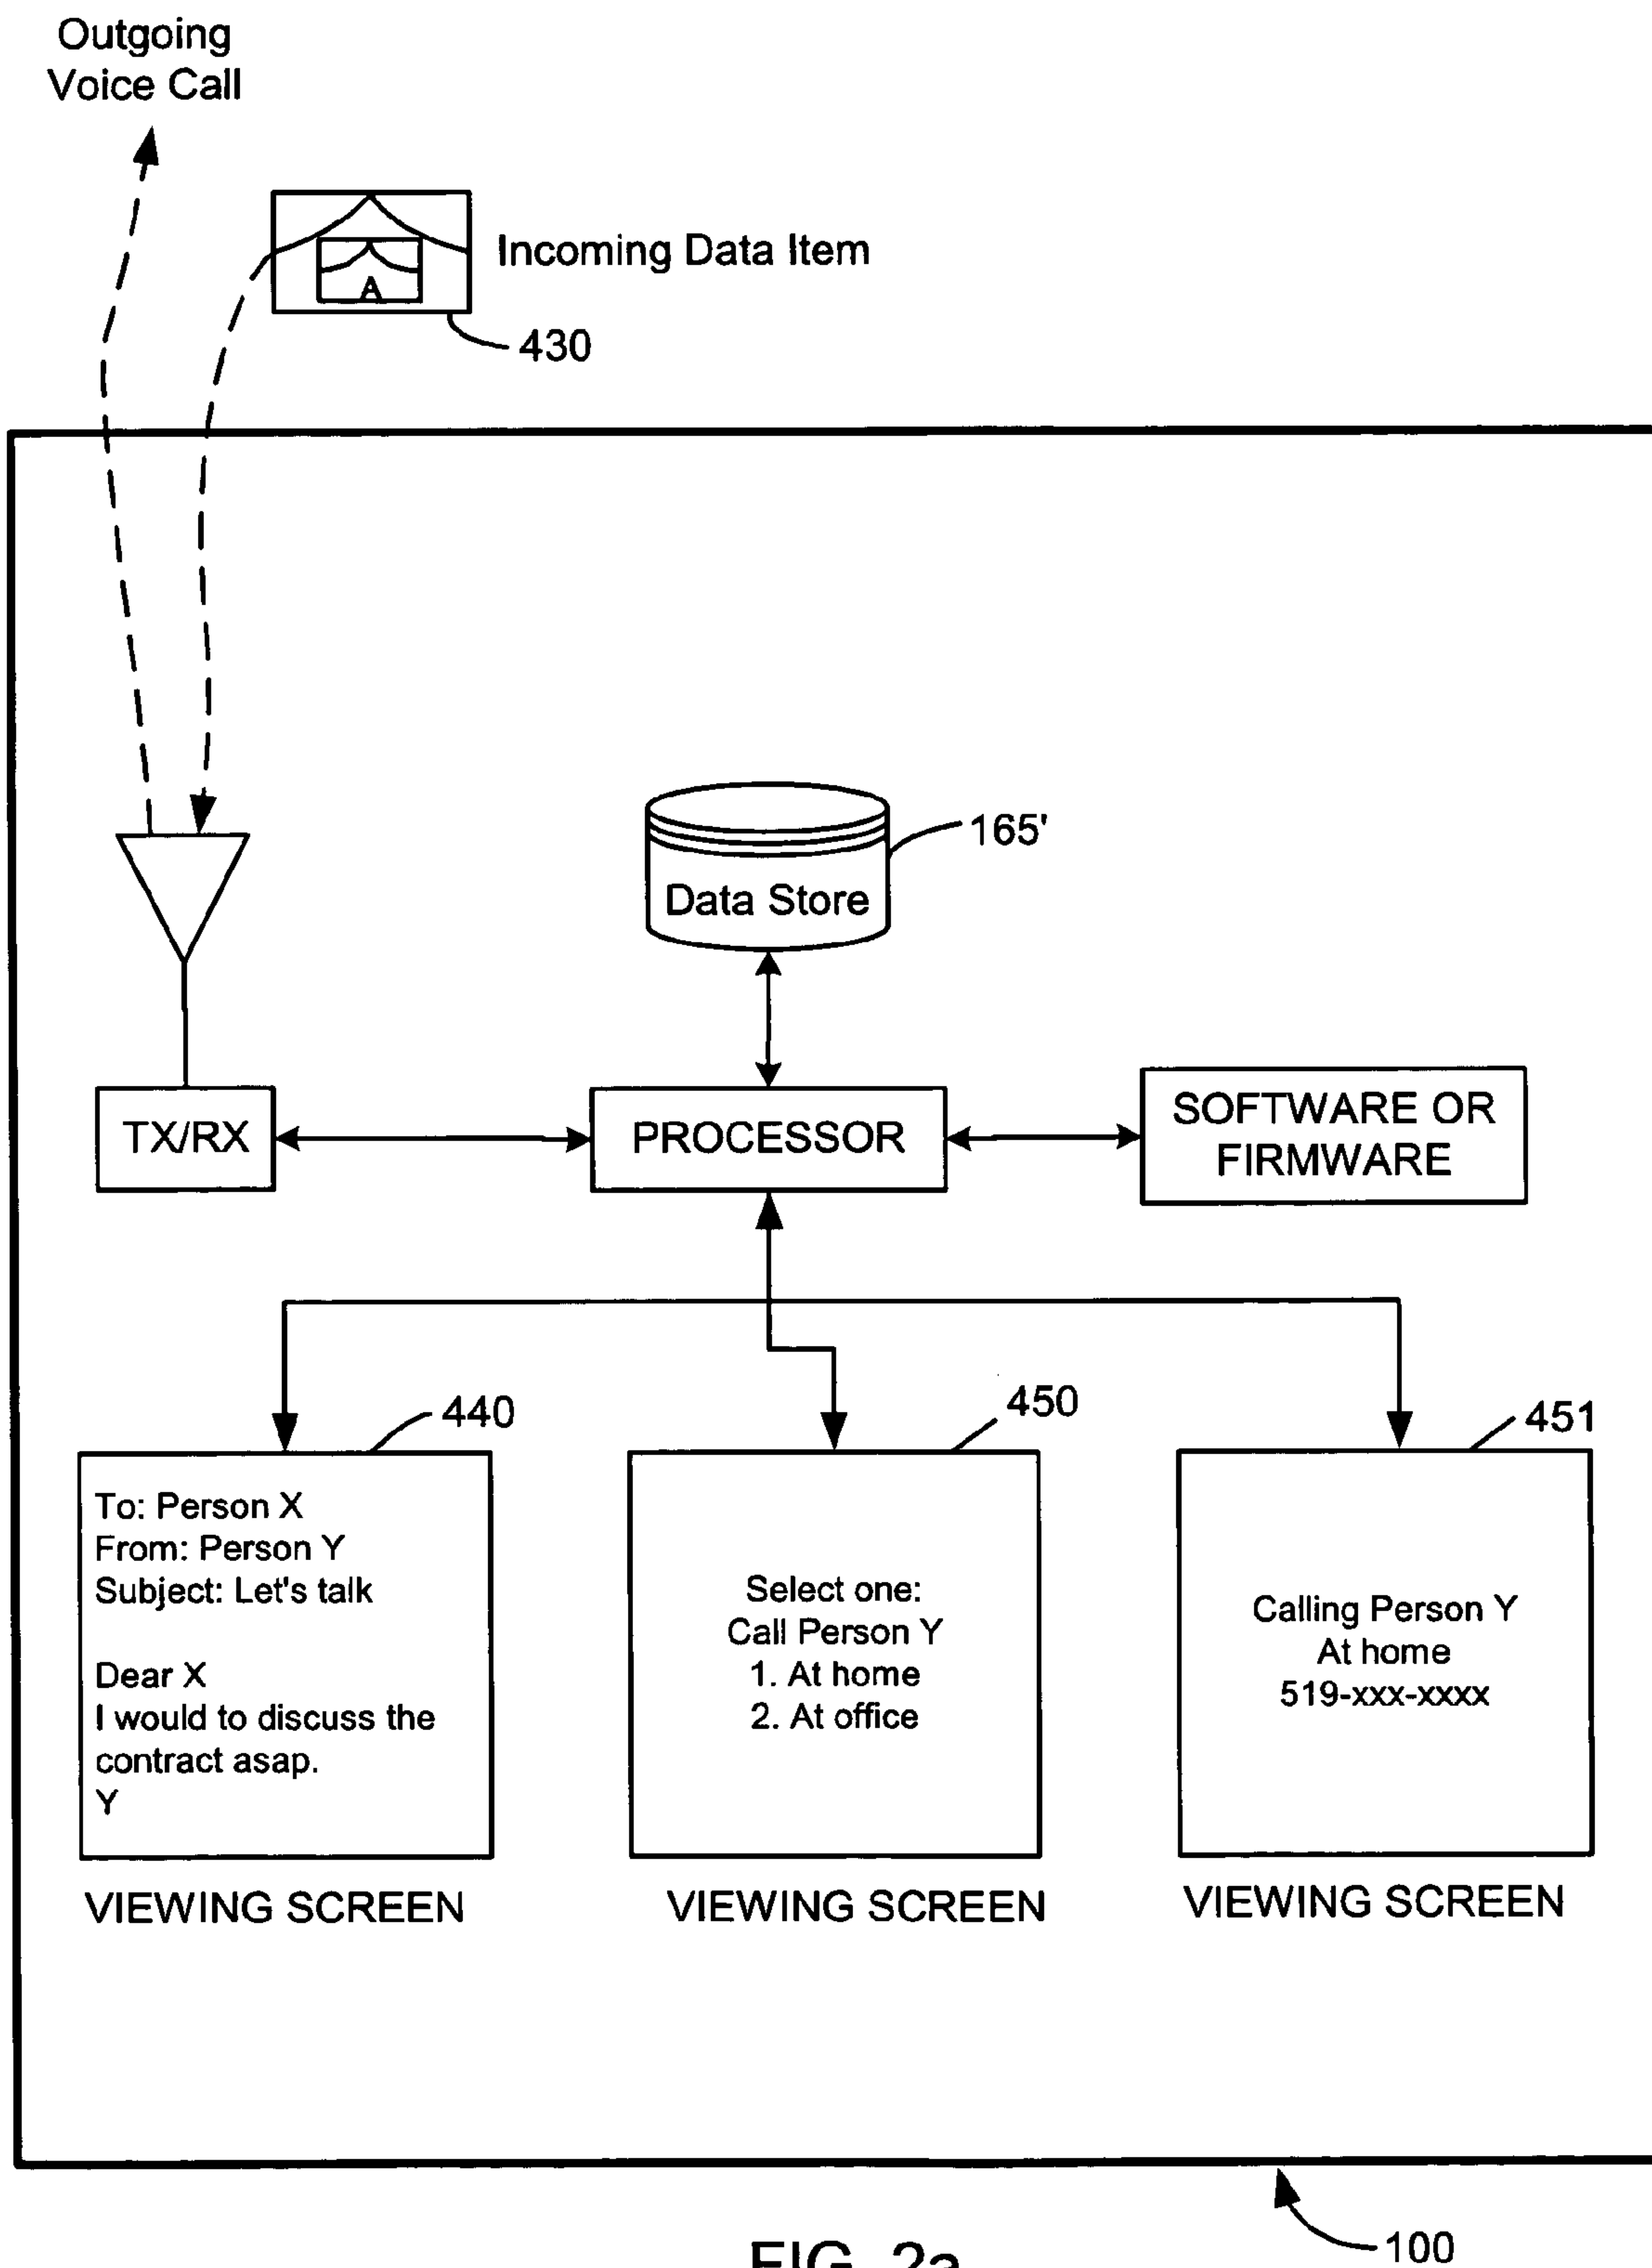 Outgoing
Voice Call
Incoming Data Item
A
430
165'
Data Store
TX/RX
PROCESSOR
SOFTWARE OR
FIRMWARE
440
450
451
To: Person X
From: Person Y
Subject: Let's talk
Dear X
I would to discuss the
contract asap.
Y
Select one:
Call Person Y
1. At home
2. At office
Calling Person Y
At home
519-xxx-xxxx
VIEWING SCREEN
VIEWING SCREEN
VIEWING SCREEN
100
FIG. 2a